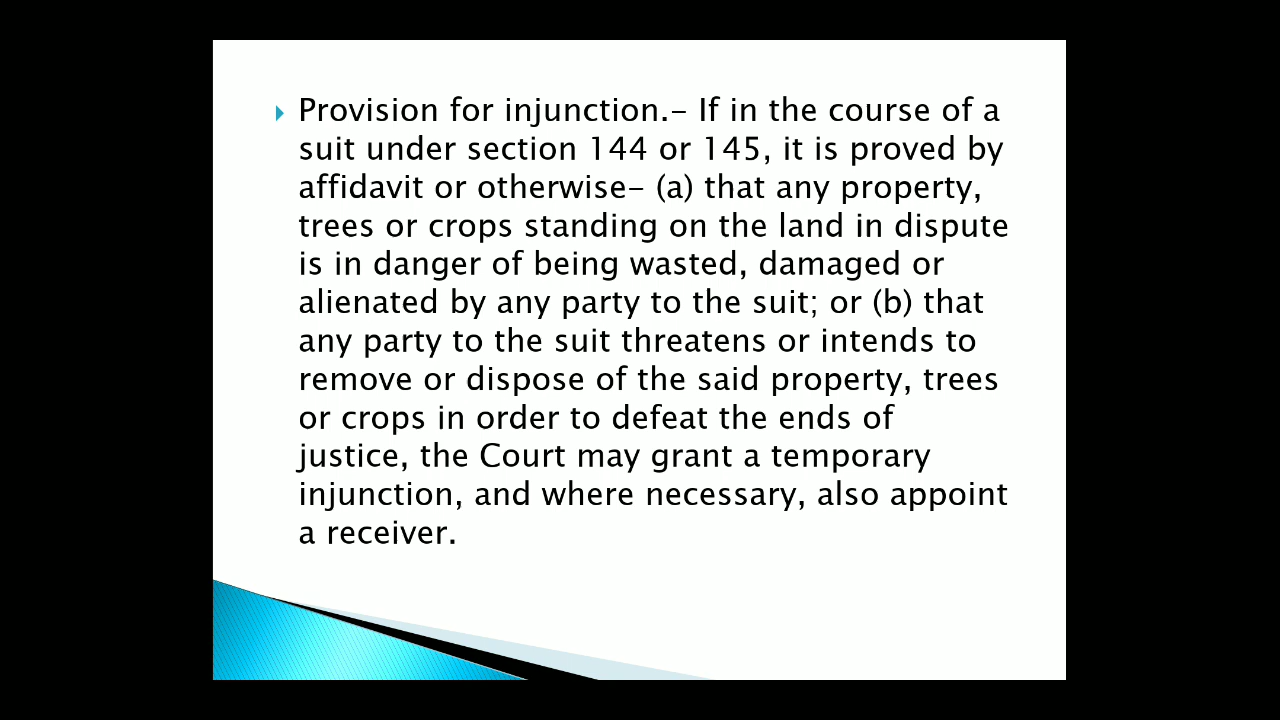 Provision for injunction.- If in the course of a
suit under section 144 or 145, it is proved by
affidavit or otherwise- (a) that any property,
trees or crops standing on the land in dispute
is in danger of being wasted, damaged or
alienated by any party to the suit; or (b) that
any party to the suit threatens or intends to
remove or dispose of the said property, trees
or crops in order to defeat the ends of
justice, the Court may grant a temporary
injunction, and where necessary, also appoint
a receiver.